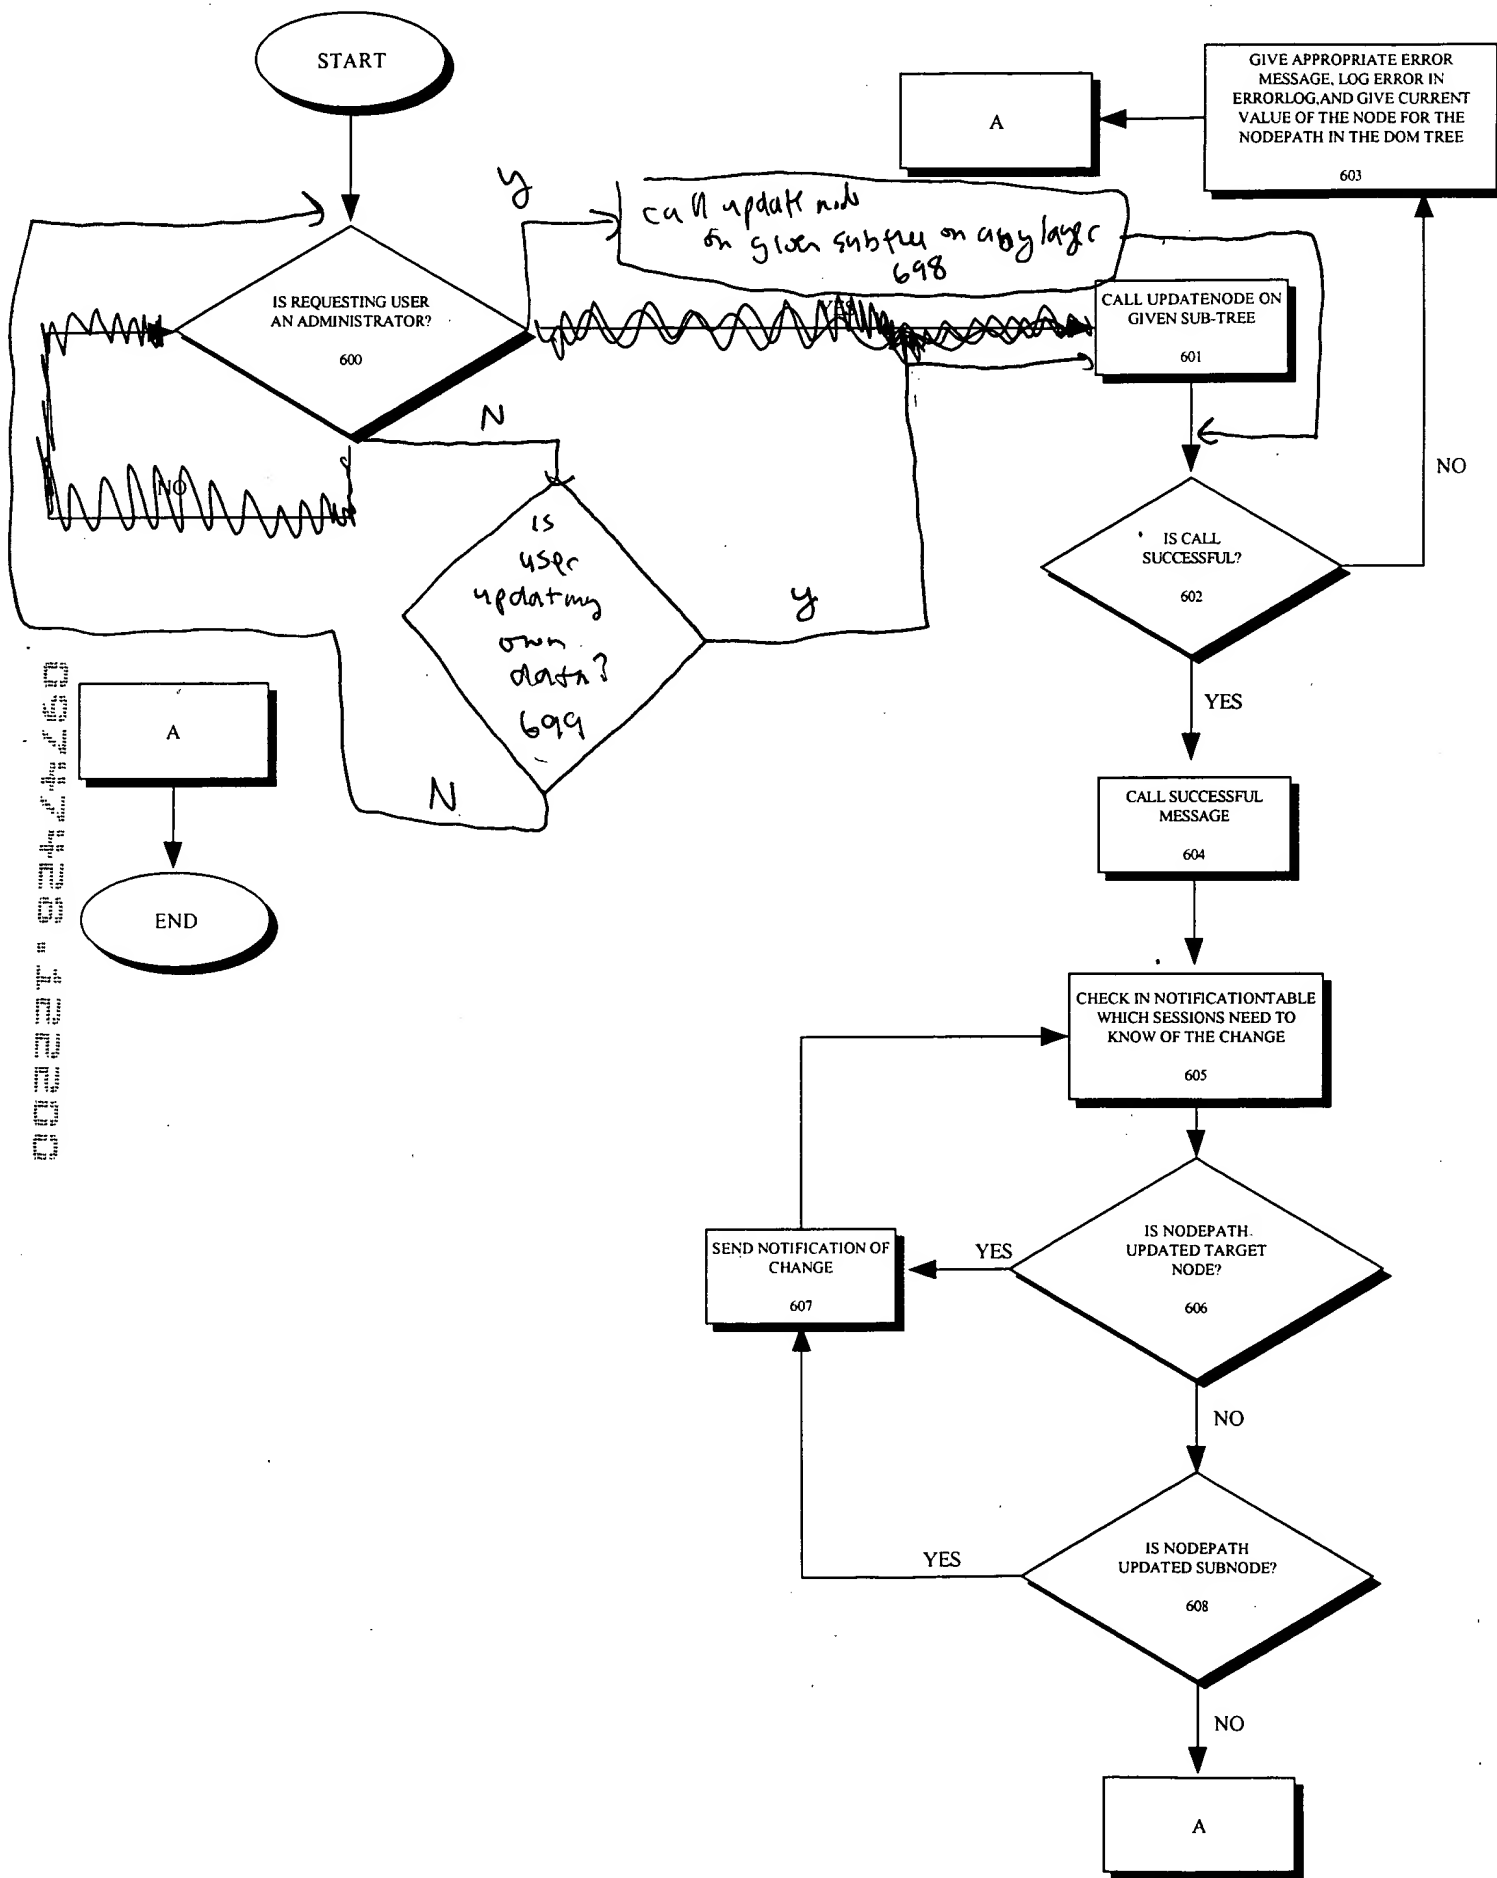 START
GIVE APPROPRIATE ERROR
MESSAGE, LOG ERROR IN
ERRORLOG,AND GIVE CURRENT
VALUE OF THE NODE FOR THE
NODEPATH IN THE DOM TREE
603
A
y
call update node
on given subtree on any layer
698
IS REQUESTING USER
AN ADMINISTRATOR?
600
YES
CALL UPDATENODE ON
GIVEN SUB-TREE
601
N
NO
NO
is
user
updating
own
data?
699
y
N
IS CALL
SUCCESSFUL?
602
YES
A
END
09747426.122200
CALL SUCCESSFUL
MESSAGE
604
CHECK IN NOTIFICATIONTABLE
WHICH SESSIONS NEED TO
KNOW OF THE CHANGE
605
SEND NOTIFICATION OF
CHANGE
607
YES
IS NODEPATH
UPDATED TARGET
NODE?
606
NO
YES
IS NODEPATH
UPDATED SUBNODE?
608
NO
A